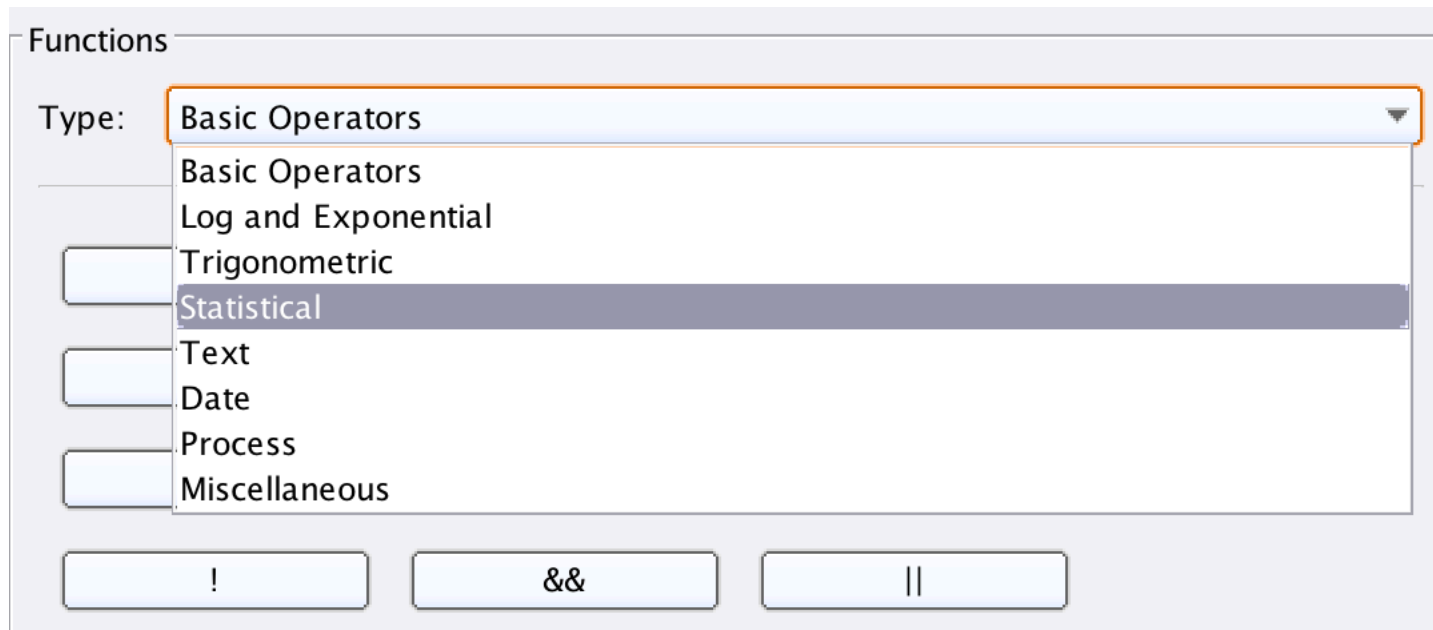 Functions
Type: Basic Operators
Basic Operators
Log and Exponential
Trigonometric
Statistical
Text
Date
Process
Miscellaneous
! && ||